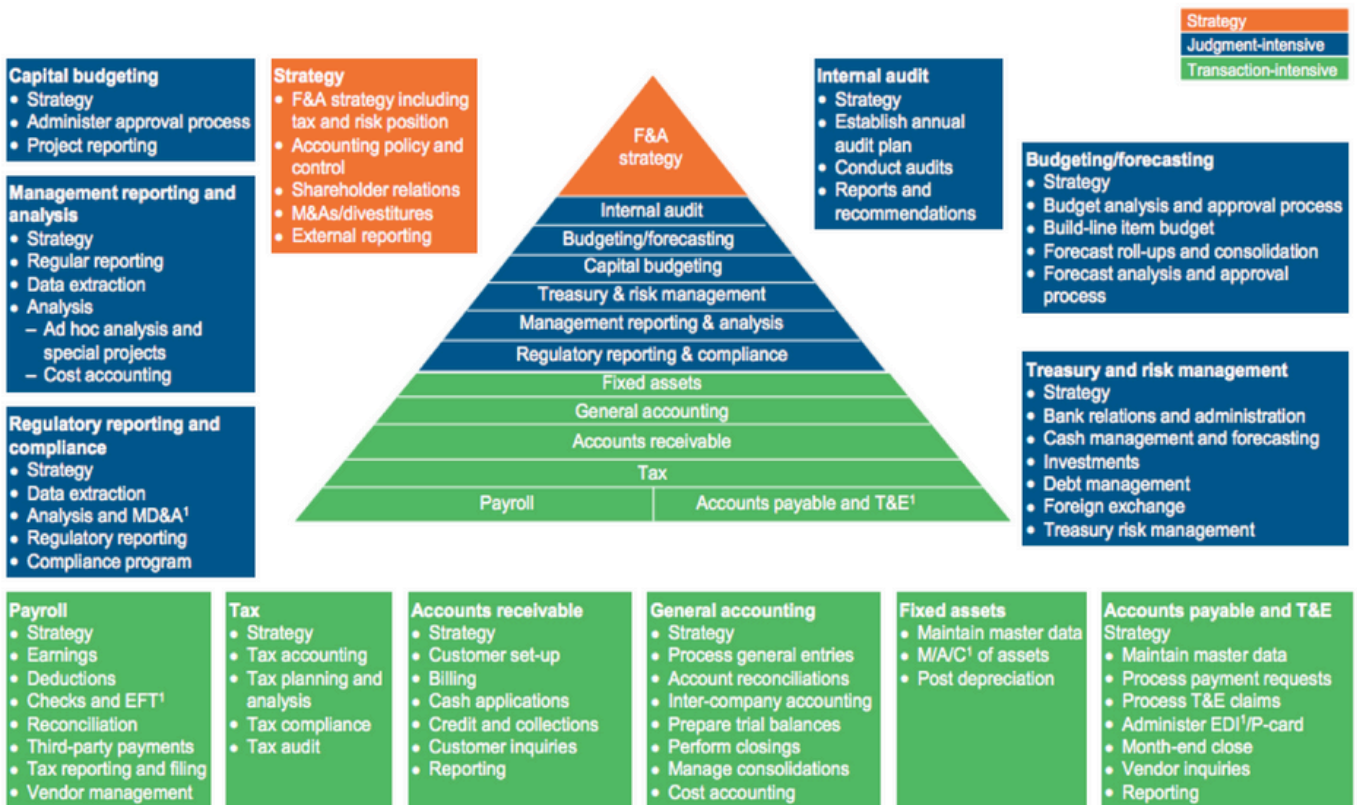 Strategy
Judgment-intensive
Transaction-intensive
Capital budgeting
• Strategy
• Administer approval process
• Project reporting
Management reporting and
analysis
• Strategy
• Regular reporting
• Data extraction
• Analysis
– Ad hoc analysis and
special projects
– Cost accounting
Regulatory reporting and
compliance
• Strategy
• Data extraction
• Analysis and MD&A¹
• Regulatory reporting
• Compliance program
Strategy
• F&A strategy including
tax and risk position
• Accounting policy and
control
• Shareholder relations
• M&As/divestitures
• External reporting
F&A
strategy
Internal audit
Budgeting/forecasting
Capital budgeting
Treasury & risk management
Management reporting & analysis
Regulatory reporting & compliance
Fixed assets
General accounting
Accounts receivable
Tax
Payroll
Accounts payable and T&E¹
Internal audit
• Strategy
• Establish annual
audit plan
• Conduct audits
• Reports and
recommendations
Budgeting/forecasting
• Strategy
• Budget analysis and approval process
• Build-line item budget
• Forecast roll-ups and consolidation
• Forecast analysis and approval
process
Treasury and risk management
• Strategy
• Bank relations and administration
• Cash management and forecasting
• Investments
• Debt management
• Foreign exchange
• Treasury risk management
Payroll
• Strategy
• Earnings
• Deductions
• Checks and EFT¹
• Reconciliation
• Third-party payments
• Tax reporting and filing
• Vendor management
Tax
• Strategy
• Tax accounting
• Tax planning and
analysis
• Tax compliance
• Tax audit
Accounts receivable
• Strategy
• Customer set-up
• Billing
• Cash applications
• Credit and collections
• Customer inquiries
• Reporting
General accounting
• Strategy
• Process general entries
• Account reconciliations
• Inter-company accounting
• Prepare trial balances
• Perform closings
• Manage consolidations
• Cost accounting
Fixed assets
• Maintain master data
• M/A/C¹ of assets
• Post depreciation
Accounts payable and T&E
Strategy
• Maintain master data
• Process payment requests
• Process T&E claims
• Administer EDI¹/P-card
• Month-end close
• Vendor inquiries
• Reporting